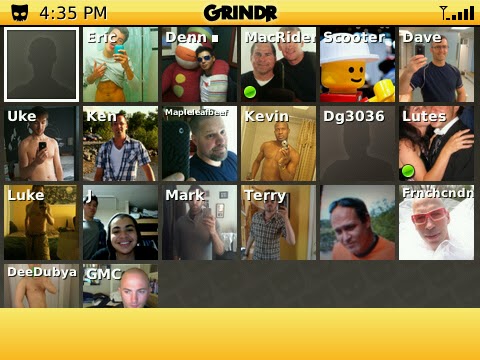 4:35 PM GRINDR
Eric Denn MacRider Scooter Dave
Uke Ken Mapleleafbeef Kevin Dg3036 Lutes
Luke J Mark Terry Frnchcndn
DeeDubya GMC